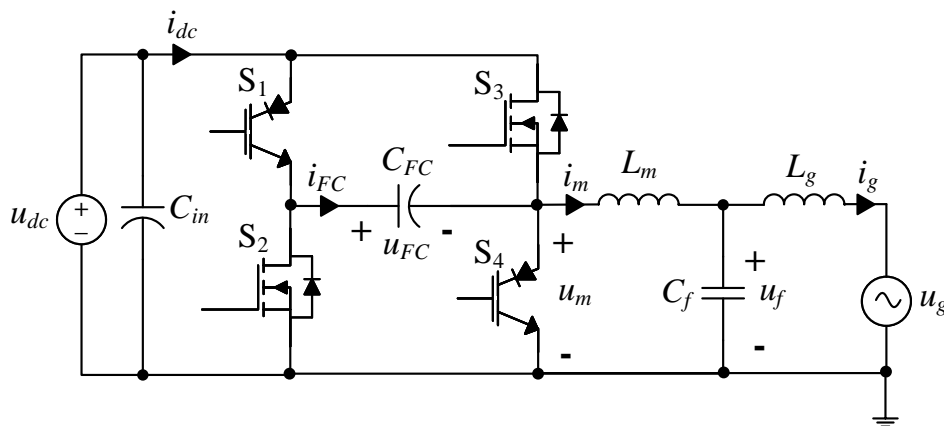 i_dc
S_1
S_3
C_FC
i_FC
i_m
L_m
L_g
i_g
u_dc
+
−
C_in
+
-
u_FC
S_2
S_4
+
u_m
-
C_f
+
u_f
-
u_g